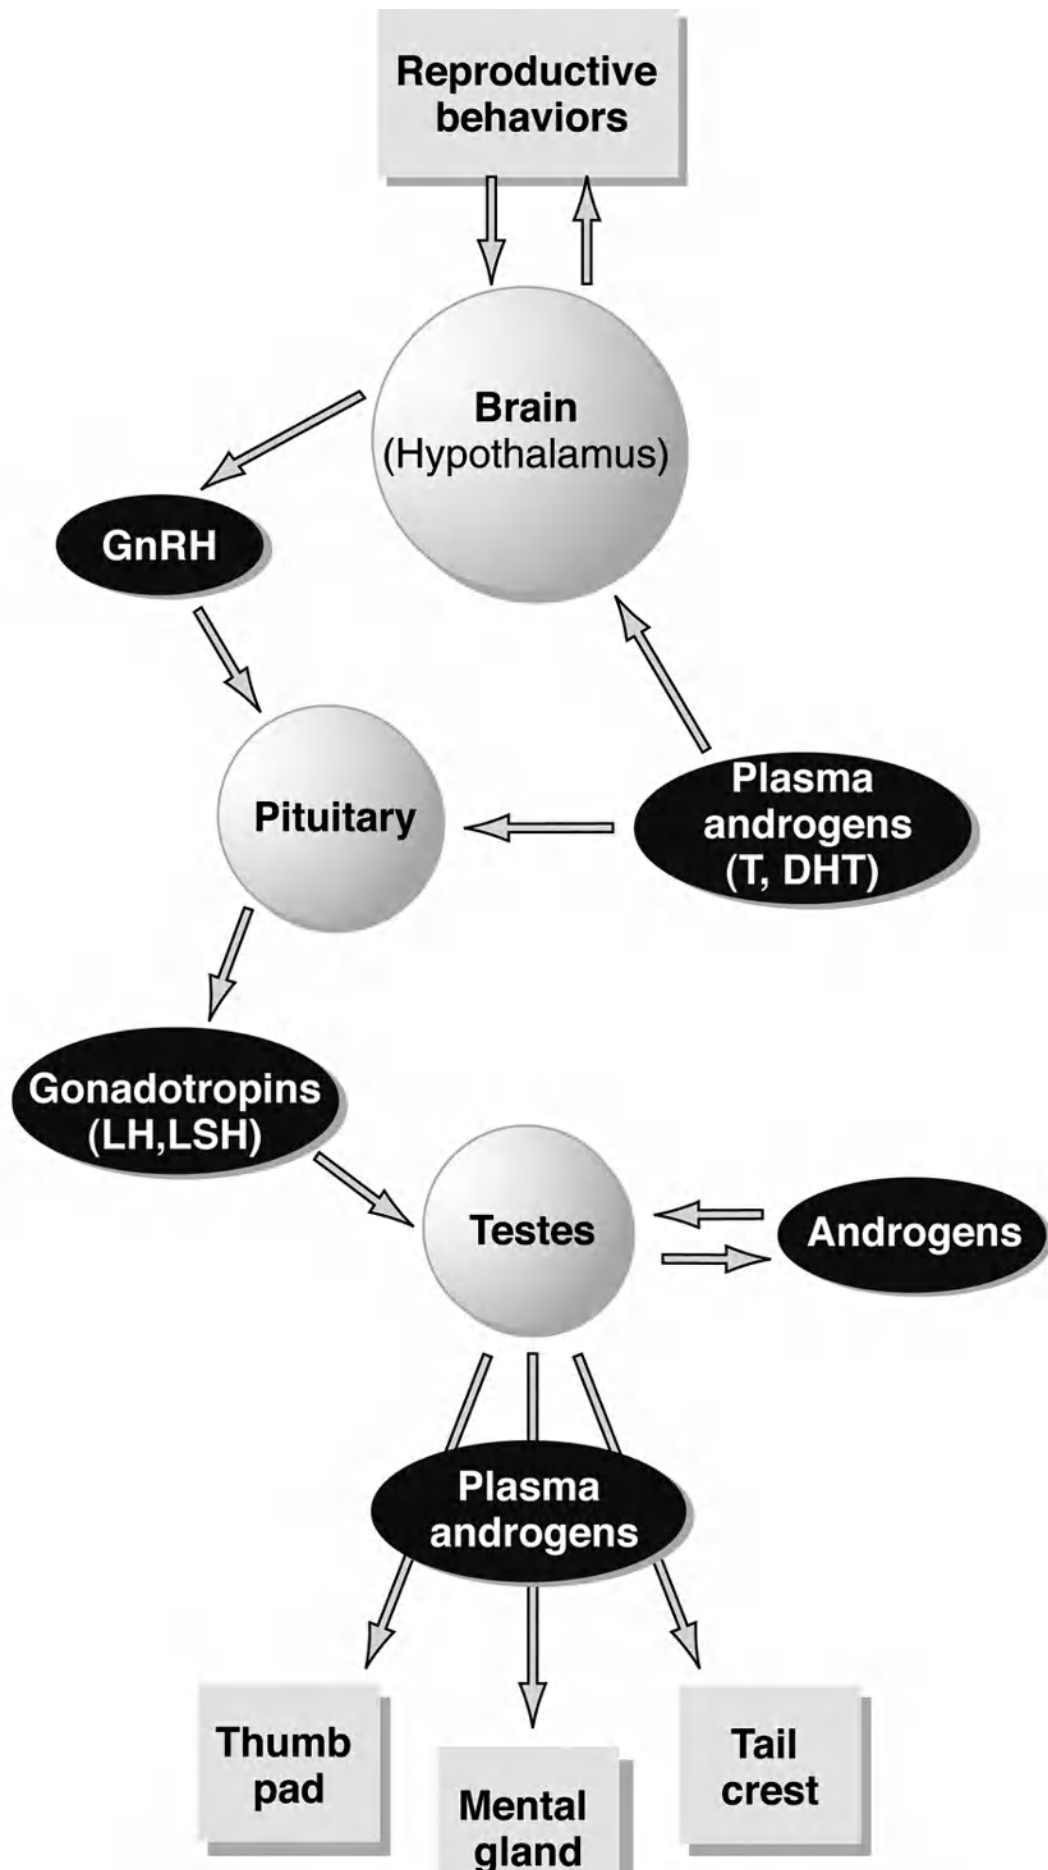 Reproductive
behaviors
Brain
(Hypothalamus)
GnRH
Pituitary
Plasma
androgens
(T, DHT)
Gonadotropins
(LH,LSH)
Testes
Androgens
Plasma
androgens
Thumb
pad
Mental
gland
Tail
crest